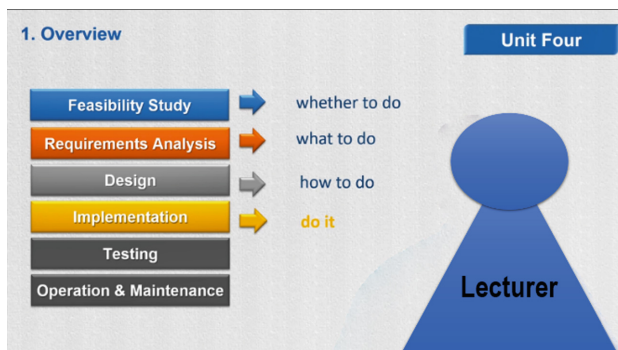 1. Overview
Unit Four
Feasibility Study
whether to do
Requirements Analysis
what to do
Design
how to do
Implementation
do it
Testing
Operation & Maintenance
Lecturer